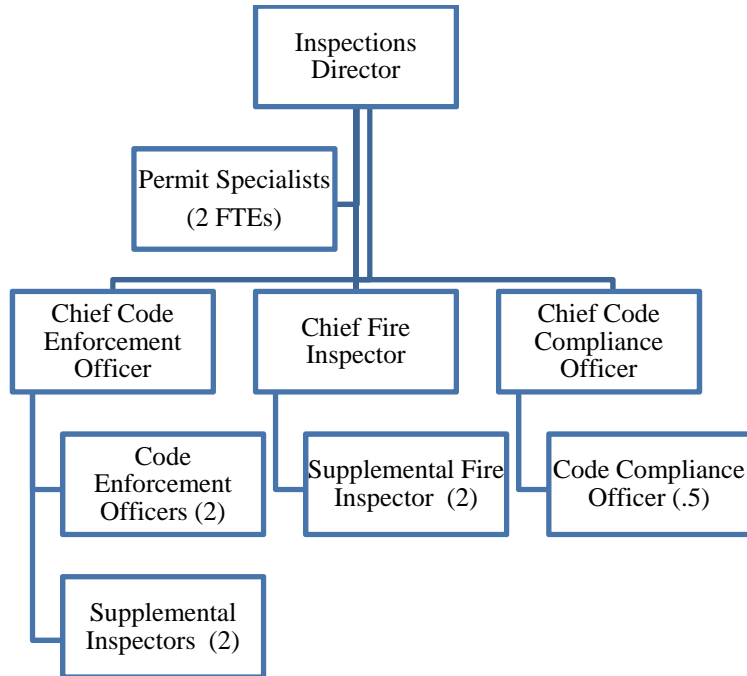 Inspections
Director
Permit Specialists
(2 FTEs)
Chief Code
Enforcement
Officer
Chief Fire
Inspector
Chief Code
Compliance
Officer
Code
Enforcement
Officers (2)
Supplemental Fire
Inspector (2)
Code Compliance
Officer (.5)
Supplemental
Inspectors (2)